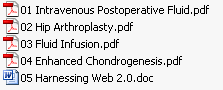 01 Intravenous Postoperative Fluid.pdf
02 Hip Arthroplasty.pdf
03 Fluid Infusion.pdf
04 Enhanced Chondrogenesis.pdf
05 Harnessing Web 2.0.doc